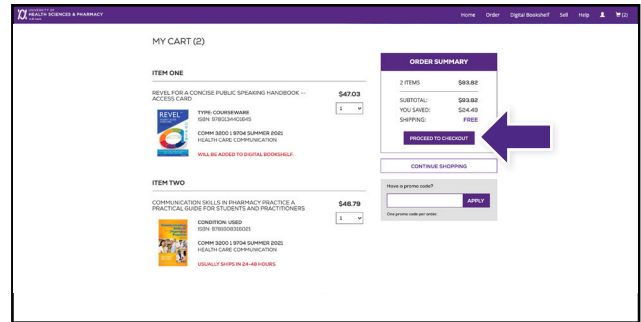 UNIVERSITY OF
HEALTH SCIENCES & PHARMACY
Home Order Digital Bookshelf Sell Help (2)
MY CART (2)
ITEM ONE
REVEL FOR A CONCISE PUBLIC SPEAKING HANDBOOK --
ACCESS CARD
$47.03
1
REVEL
TYPE: COURSEWARE
ISBN: 9780134401645
COMM 3200 1 9704 SUMMER 2021
HEALTH CARE COMMUNICATION
WILL BE ADDED TO DIGITAL BOOKSHELF.
ITEM TWO
COMMUNICATION SKILLS IN PHARMACY PRACTICE A
PRACTICAL GUIDE FOR STUDENTS AND PRACTITIONERS
$46.79
1
CONDITION: USED
COMM 3200 1 9704 SUMMER 2021
HEALTH CARE COMMUNICATION
USUALLY SHIPS IN 24-48 HOURS
ORDER SUMMARY
2 ITEMS $93.82
SUBTOTAL: $93.82
YOU SAVED: $24.49
SHIPPING: FREE
PROCEED TO CHECKOUT
CONTINUE SHOPPING
Have a promo code?
APPLY
One promo code per order.